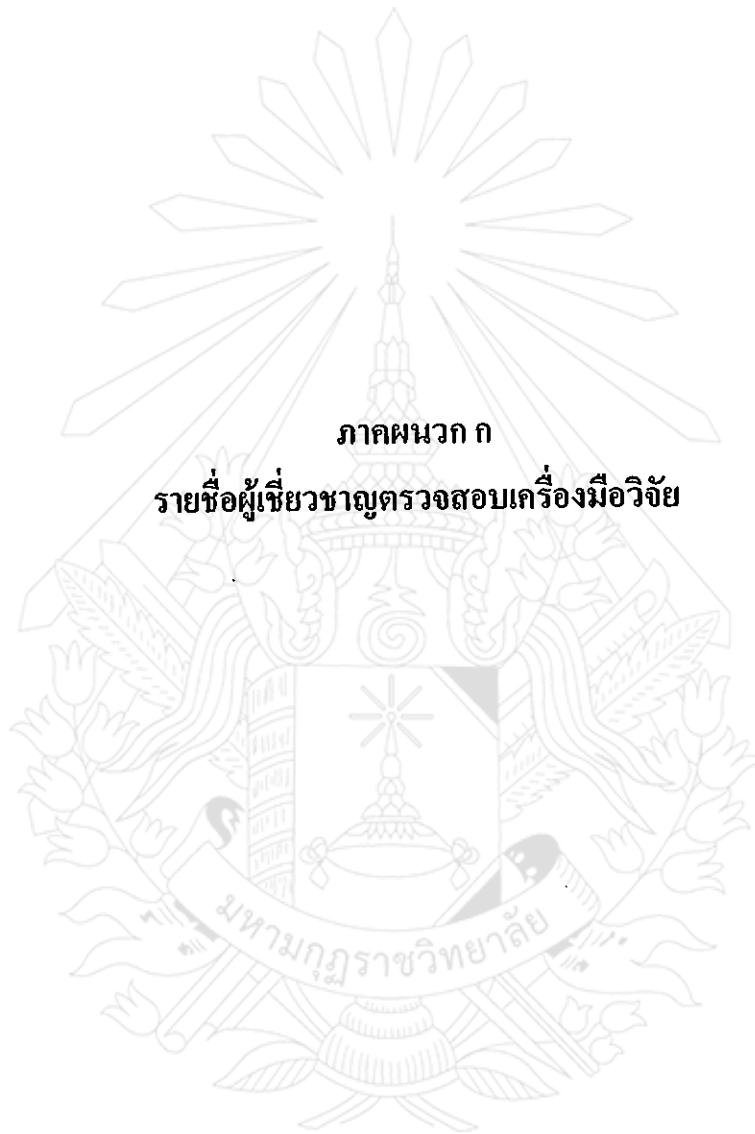 ภาคผนวก ก
รายชื่อผู้เชี่ยวชาญตรวจสอบเครื่องมือวิจัย
มหามกุฏราชวิทยาลัย